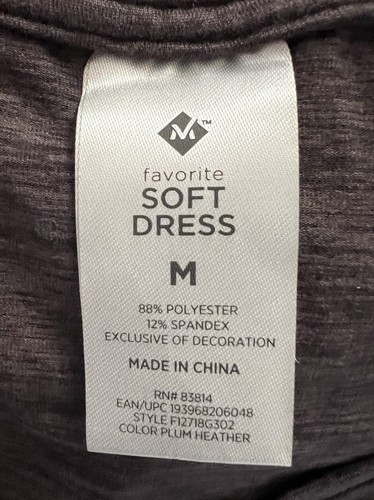 M™
favorite
SOFT
DRESS
M
88% POLYESTER
12% SPANDEX
EXCLUSIVE OF DECORATION
MADE IN CHINA
RN# 83814
EAN/UPC 193968206048
STYLE F12718G302
COLOR PLUM HEATHER